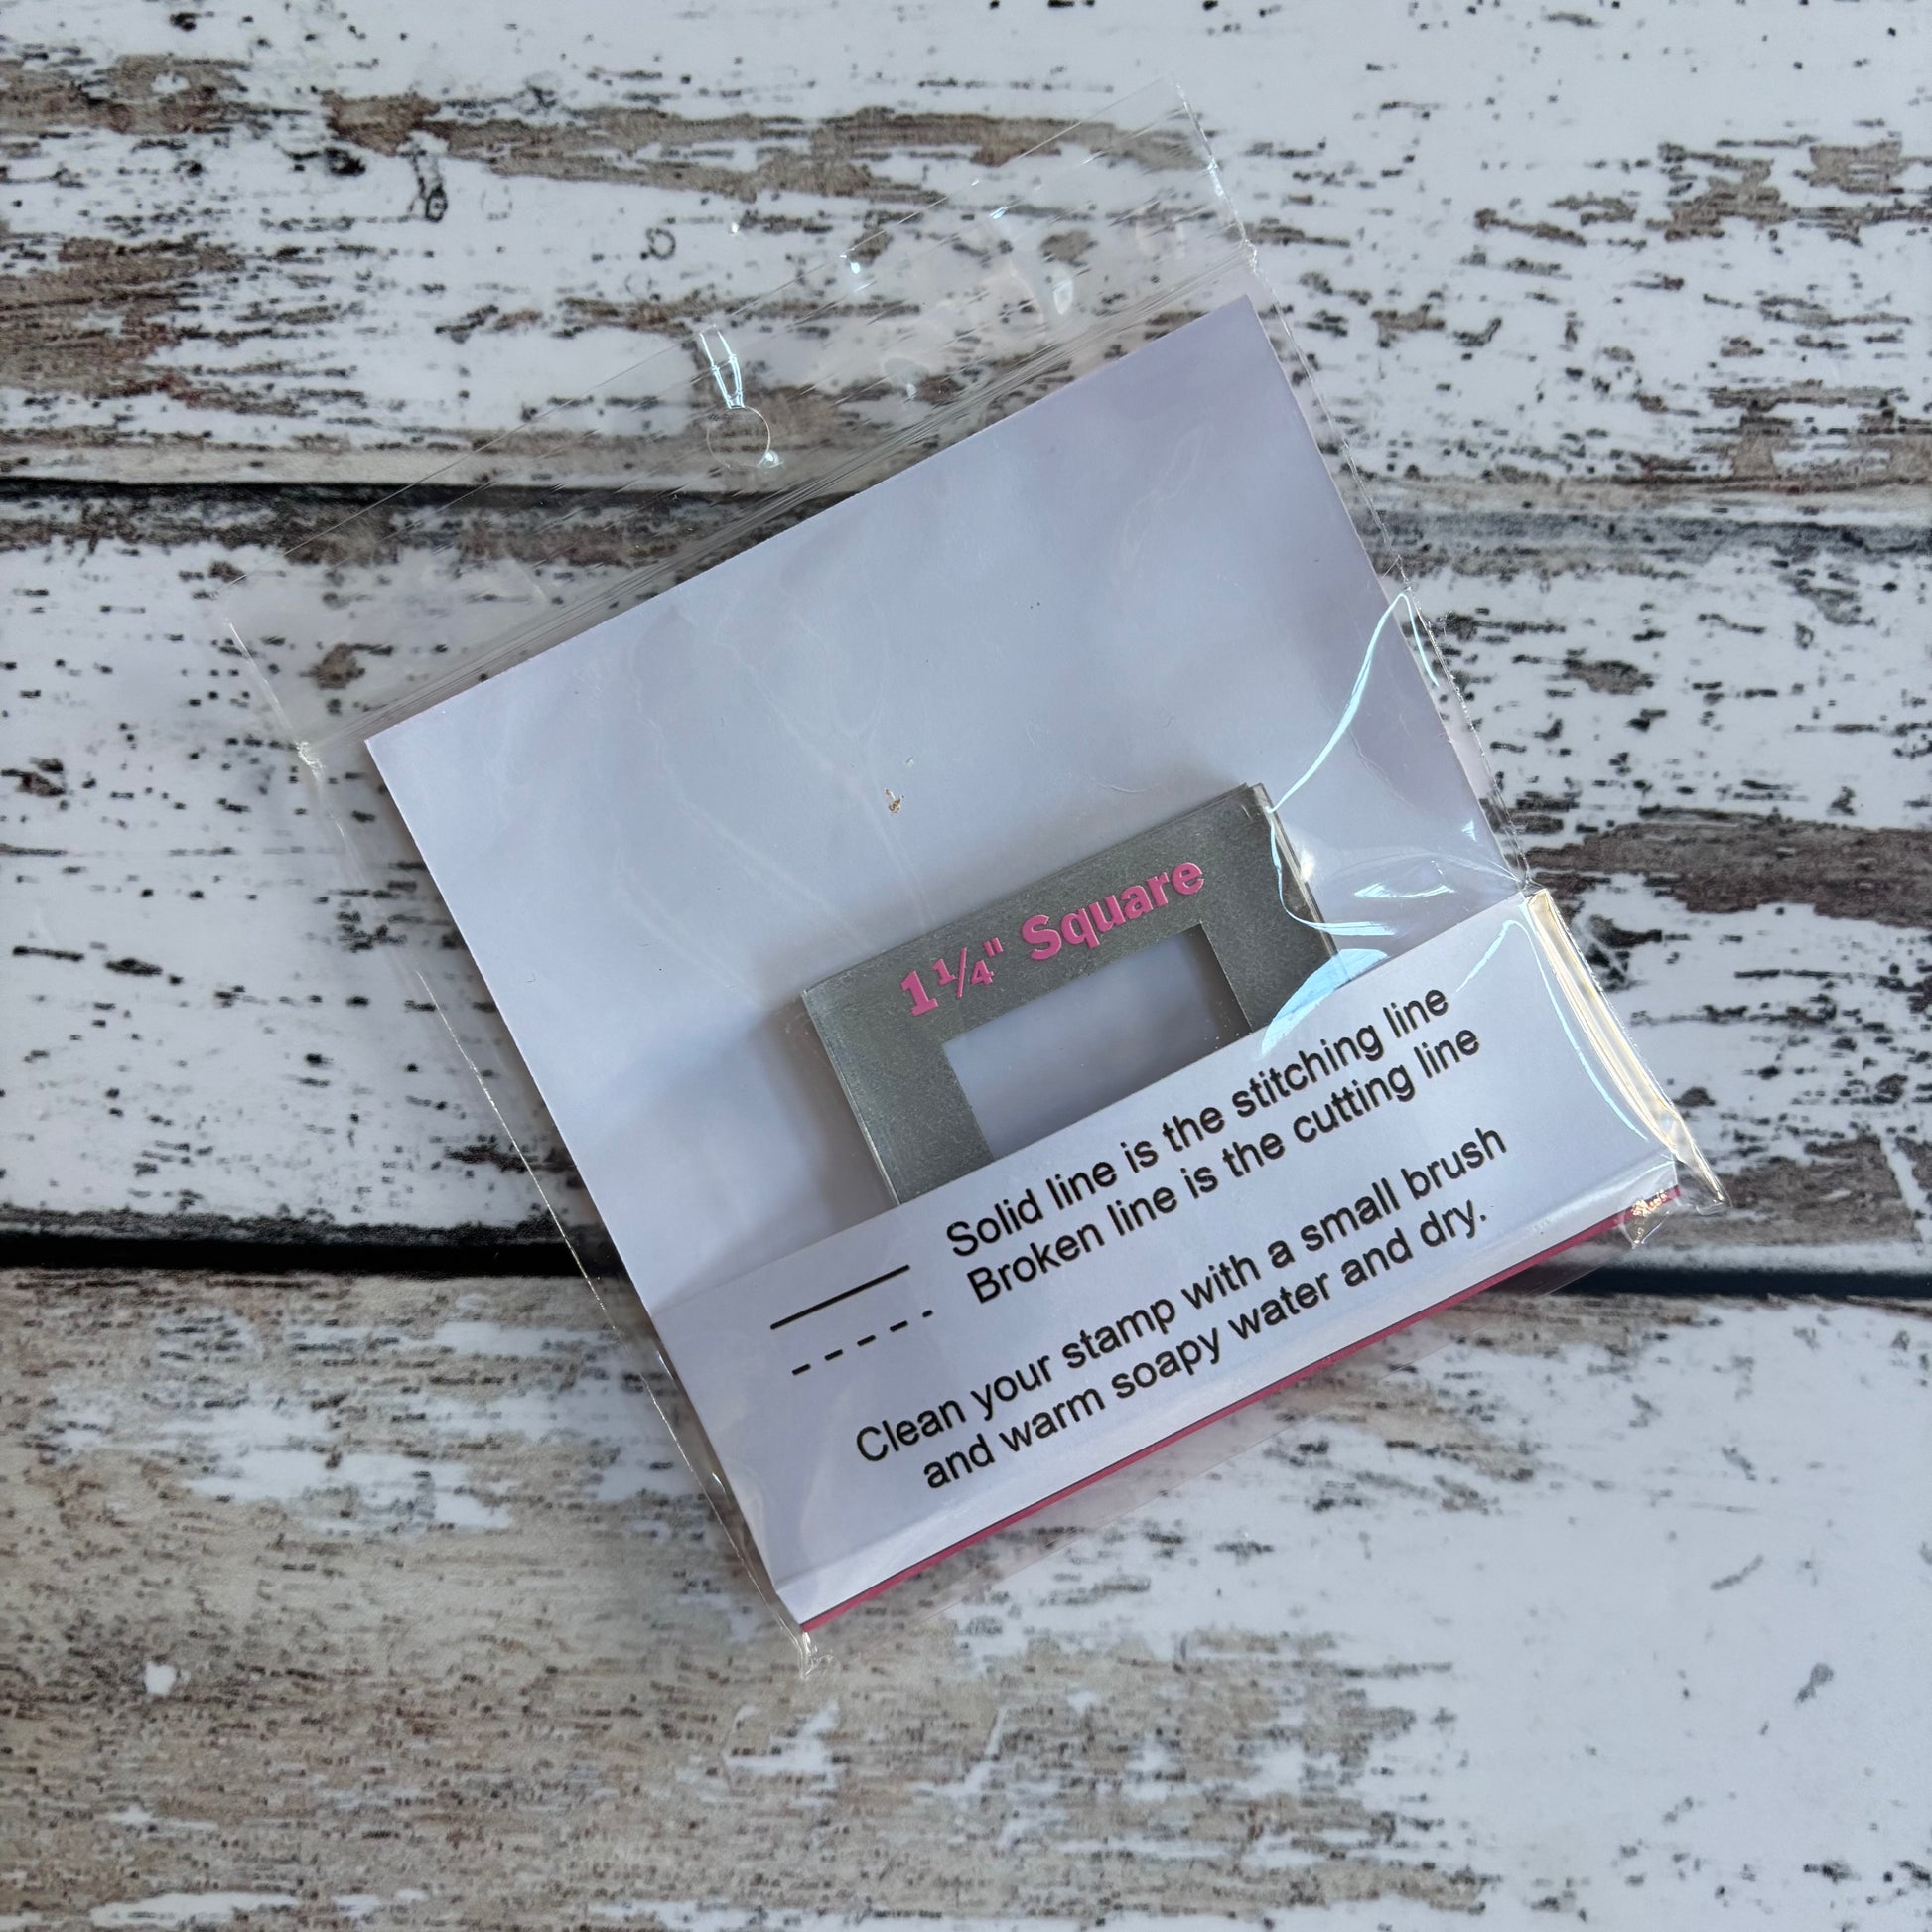 1¼" Square
Solid line is the stitching line
Broken line is the cutting line
Clean your stamp with a small brush
and warm soapy water and dry.